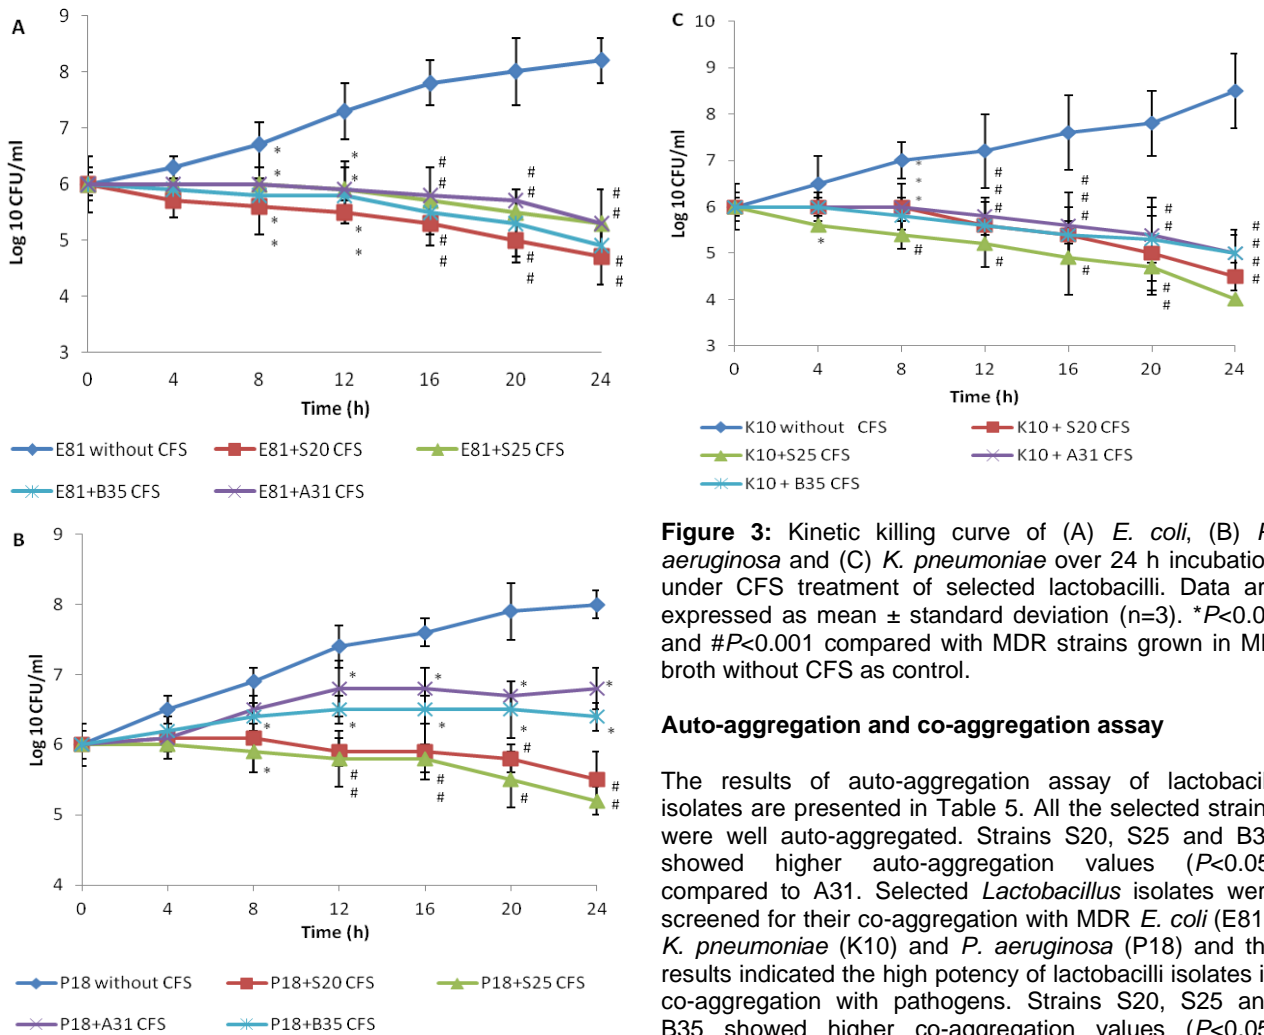 A
9
8
7
6
5
4
3
Log 10 CFU/ml
0 4 8 12 16 20 24
Time (h)
* * * * * * * * # # # # # # # # # # # #
E81 without CFS E81+S20 CFS E81+S25 CFS
E81+B35 CFS E81+A31 CFS
B
9
8
7
6
5
4
Log 10 CFU/ml
0 4 8 12 16 20 24
Time (h)
* * * * * * * * * * # # # # # # # #
P18 without CFS P18+S20 CFS P18+S25 CFS
P18+A31 CFS P18+B35 CFS
C
10
9
8
7
6
5
4
3
Log 10 CFU/ml
0 4 8 12 16 20 24
Time (h)
* * * * # # # # # # # # # # # # # # # # #
K10 without CFS K10 + S20 CFS
K10+S25 CFS K10 + A31 CFS
K10 + B35 CFS
Figure 3: Kinetic killing curve of (A) E. coli, (B)
aeruginosa and (C) K. pneumoniae over 24 h incubation
under CFS treatment of selected lactobacilli. Data
expressed as mean ± standard deviation (n=3).
and #P<0.001 compared with MDR strains grown in
broth without CFS as control.
Auto-aggregation and co-aggregation assay
The results of auto-aggregation assay of
isolates are presented in Table 5. All the selected
were well auto-aggregated. Strains S20, S25 and
showed higher auto-aggregation values (P<0.05
compared to A31. Selected Lactobacillus isolates
screened for their co-aggregation with MDR E. coli (E81
K. pneumoniae (K10) and P. aeruginosa (P18) and
results indicated the high potency of lactobacilli isolates
co-aggregation with pathogens. Strains S20, S25
B35 showed higher co-aggregation values (P<0.05